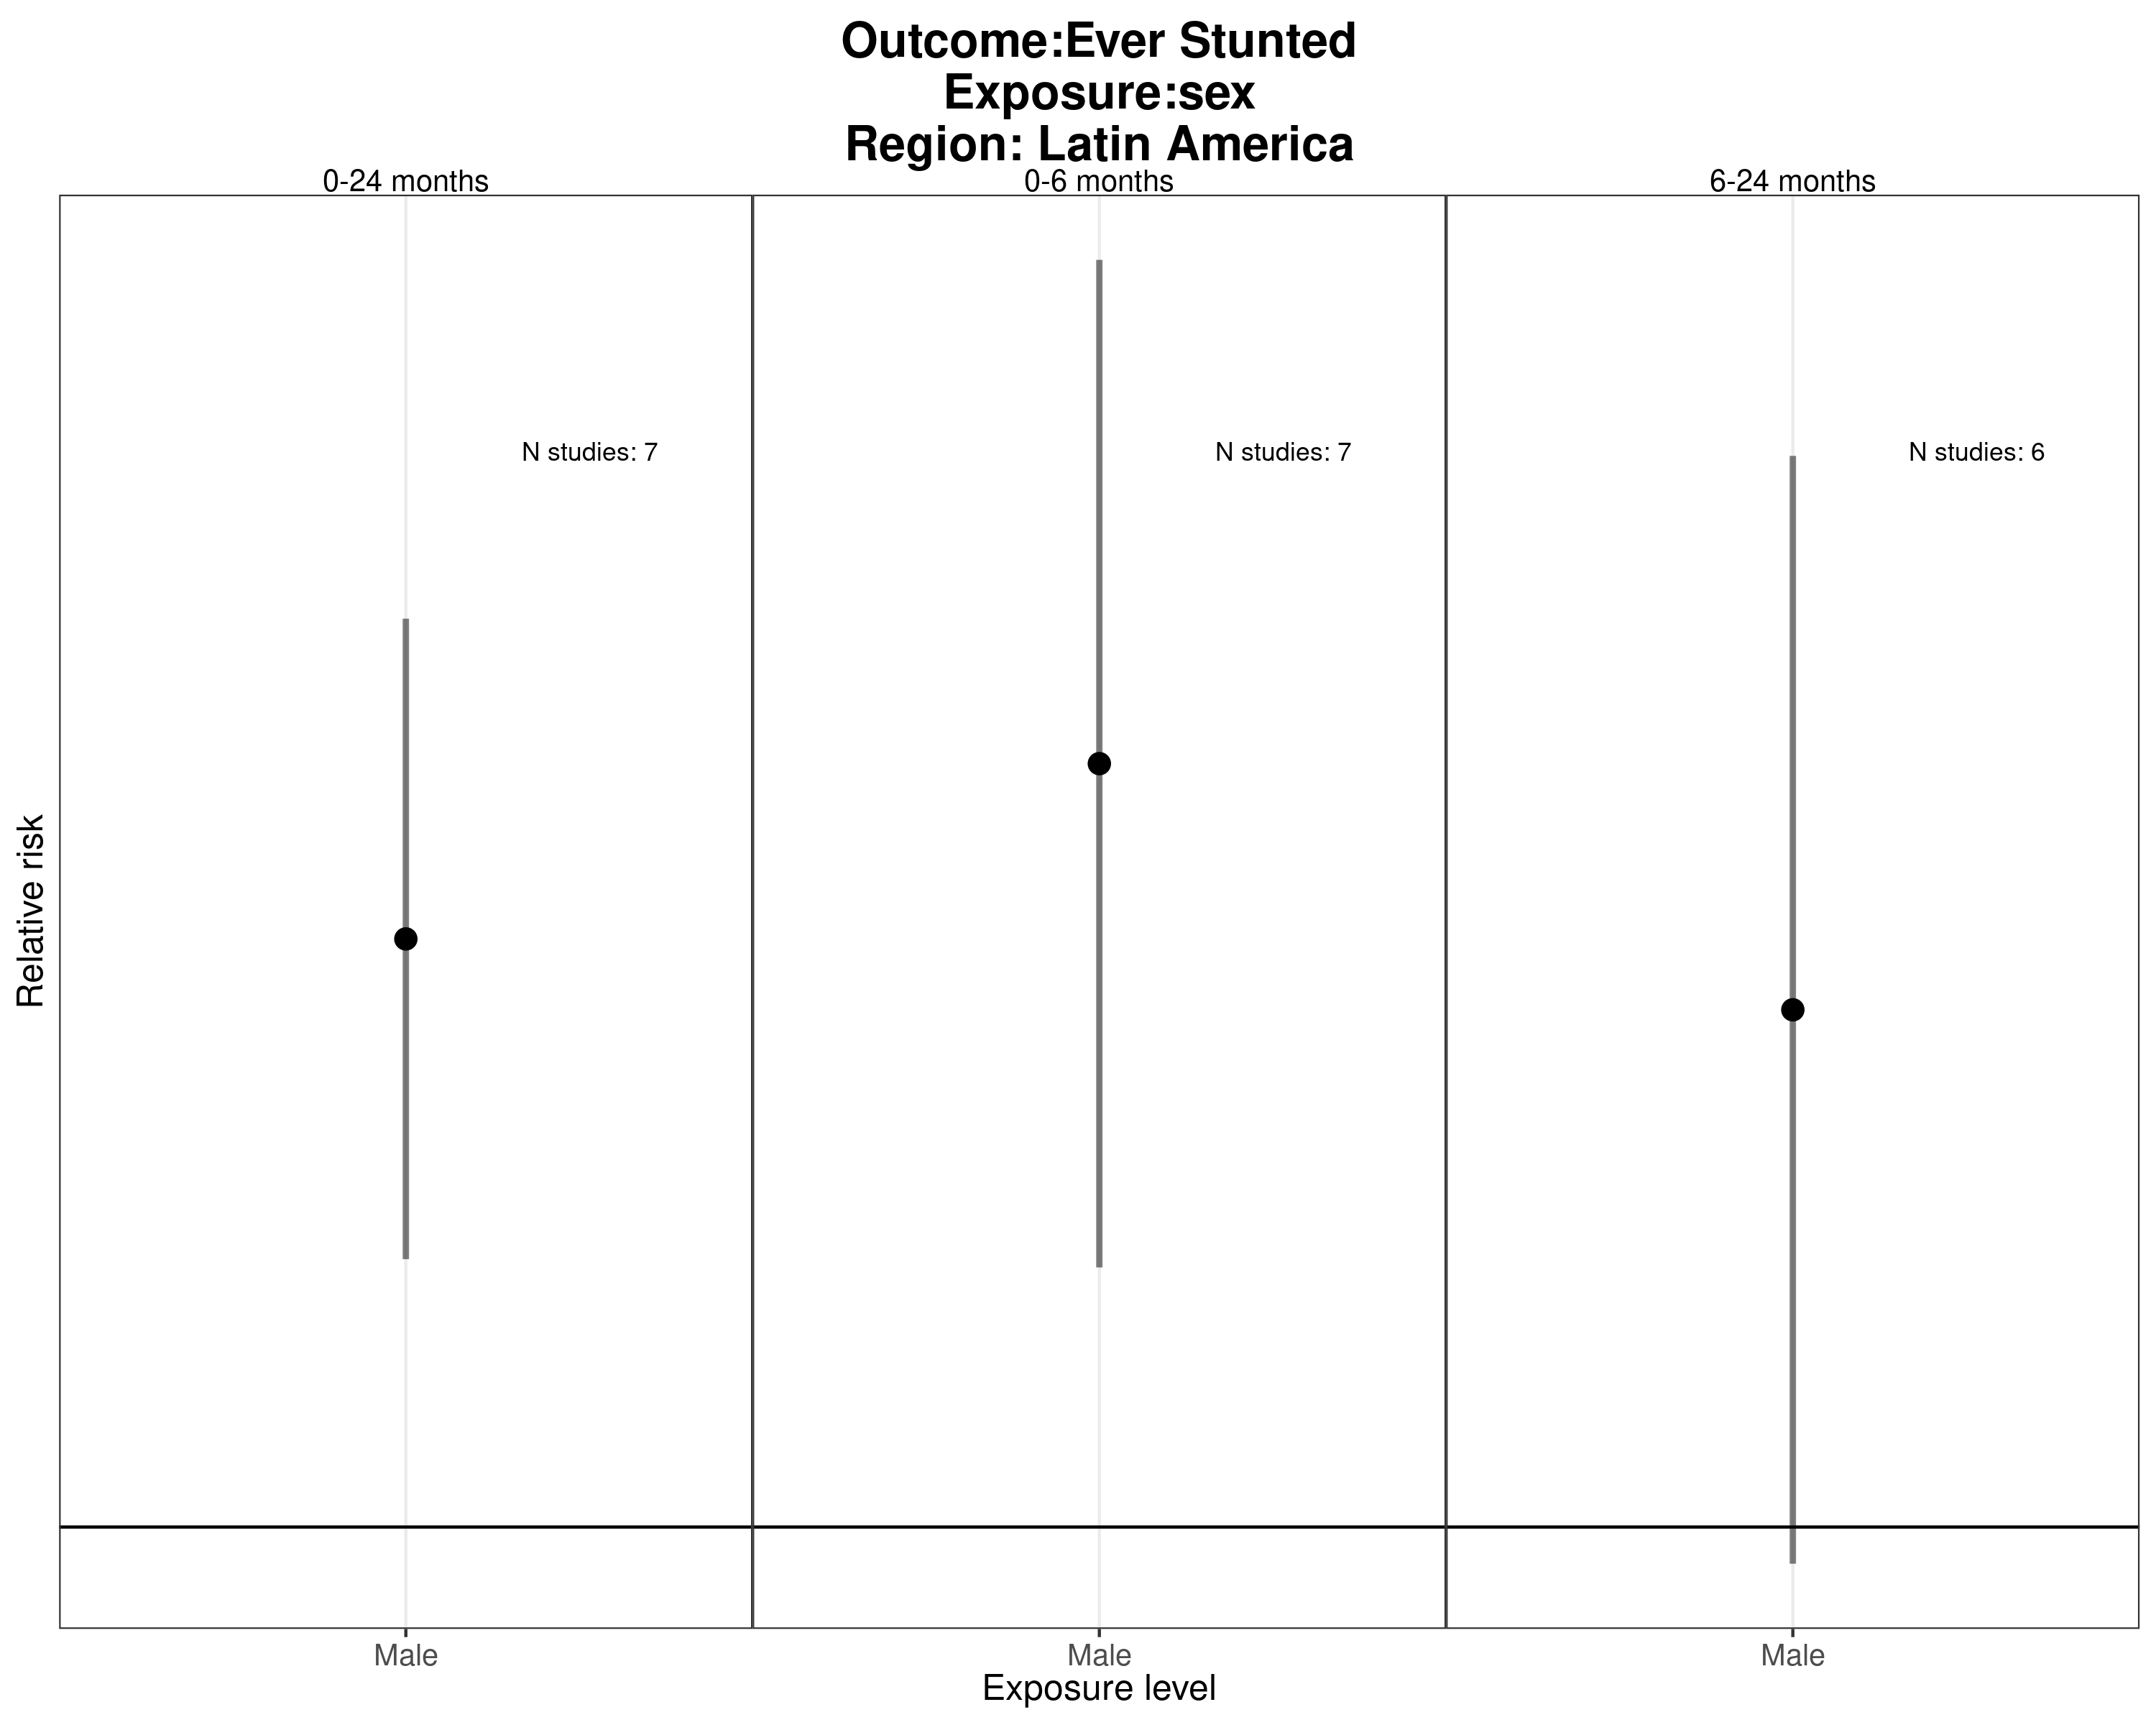 Outcome:Ever Stunted
Exposure:sex
Region: Latin America
0-24 months
0-6 months
6-24 months
N studies: 7
N studies: 7
N studies: 6
Relative risk
Male
Male
Male
Exposure level